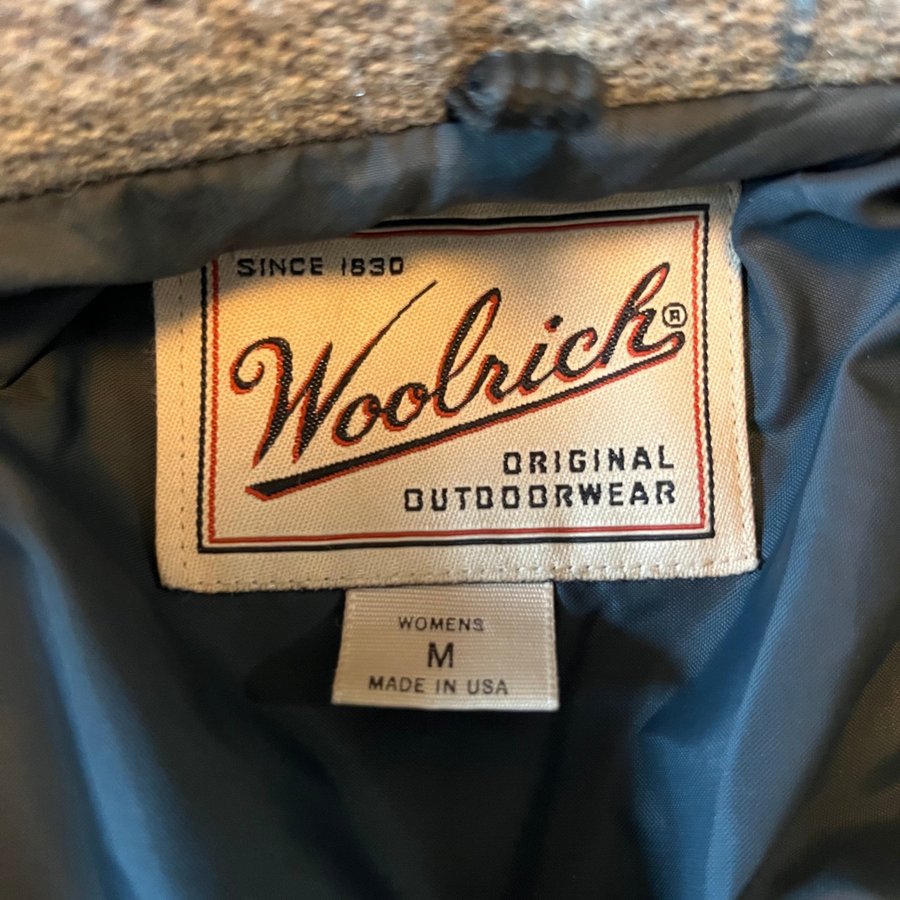 SINCE 1830
Woolrich®
ORIGINAL
OUTDOORWEAR
WOMENS
M
MADE IN USA